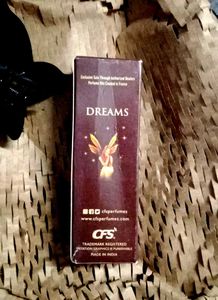 Exclusive Sale Through Authorized Dealers
Perfume Oils Created in France
DREAMS
cfsperfumes
www.cfsperfumes.com
CFS
TRADEMARK REGISTERED
IMITATION GRAPHICS IS PUNISHABLE
MADE IN INDIA